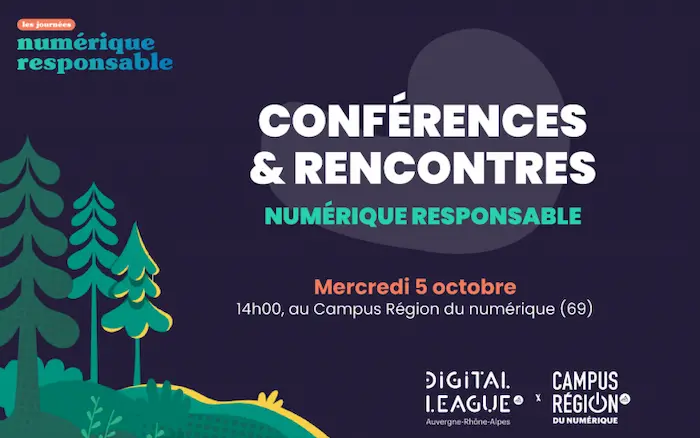 les journées
numérique
responsable
CONFÉRENCES
& RENCONTRES
NUMÉRIQUE RESPONSABLE
Mercredi 5 octobre
14h00, au Campus Région du numérique (69)
DIGITAL
LEAGUE
Auvergne-Rhône-Alpes
x
CAMPUS
RÉGION
DU NUMÉRIQUE